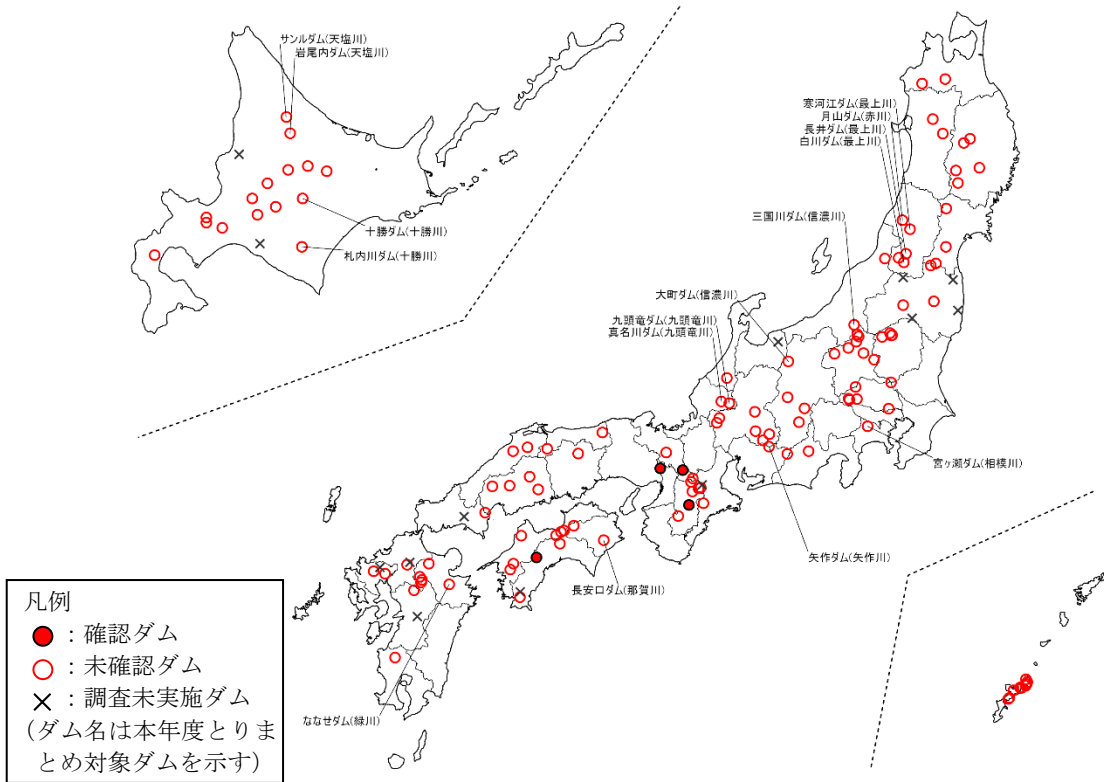 サンルダム(天塩川)
岩尾内ダム(天塩川)
十勝ダム(十勝川)
札内川ダム(十勝川)
寒河江ダム(最上川)
月山ダム(赤川)
長井ダム(最上川)
白川ダム(最上川)
三国川ダム(信濃川)
大町ダム(信濃川)
九頭竜ダム(九頭竜川)
真名川ダム(九頭竜川)
宮ヶ瀬ダム(相模川)
矢作ダム(矢作川)
長安口ダム(那賀川)
ななせダム(緑川)
凡例
：確認ダム
：未確認ダム
：調査未実施ダム
(ダム名は本年度とりま
とめ対象ダムを示す)